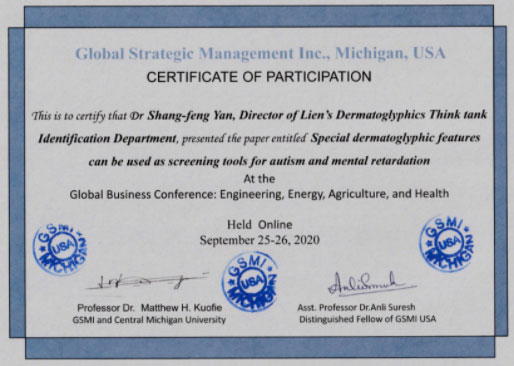 Global Strategic Management Inc., Michigan, USA
CERTIFICATE OF PARTICIPATION
This is to certify that Dr Shang-feng Yan, Director of Lien's Dermatoglyphics Think tank
Identification Department, presented the paper entitled Special dermatoglyphic features
can be used as screening tools for autism and mental retardation
At the
Global Business Conference: Engineering, Energy, Agriculture, and Health
Held Online
September 25-26, 2020
GSMI
USA
MICHIGAN
GSMI
USA
MICHIGAN
GSMI
USA
MICHIGAN
Professor Dr. Matthew H. Kuofie
GSMI and Central Michigan University
Asst. Professor Dr.Anli Suresh
Distinguished Fellow of GSMI USA